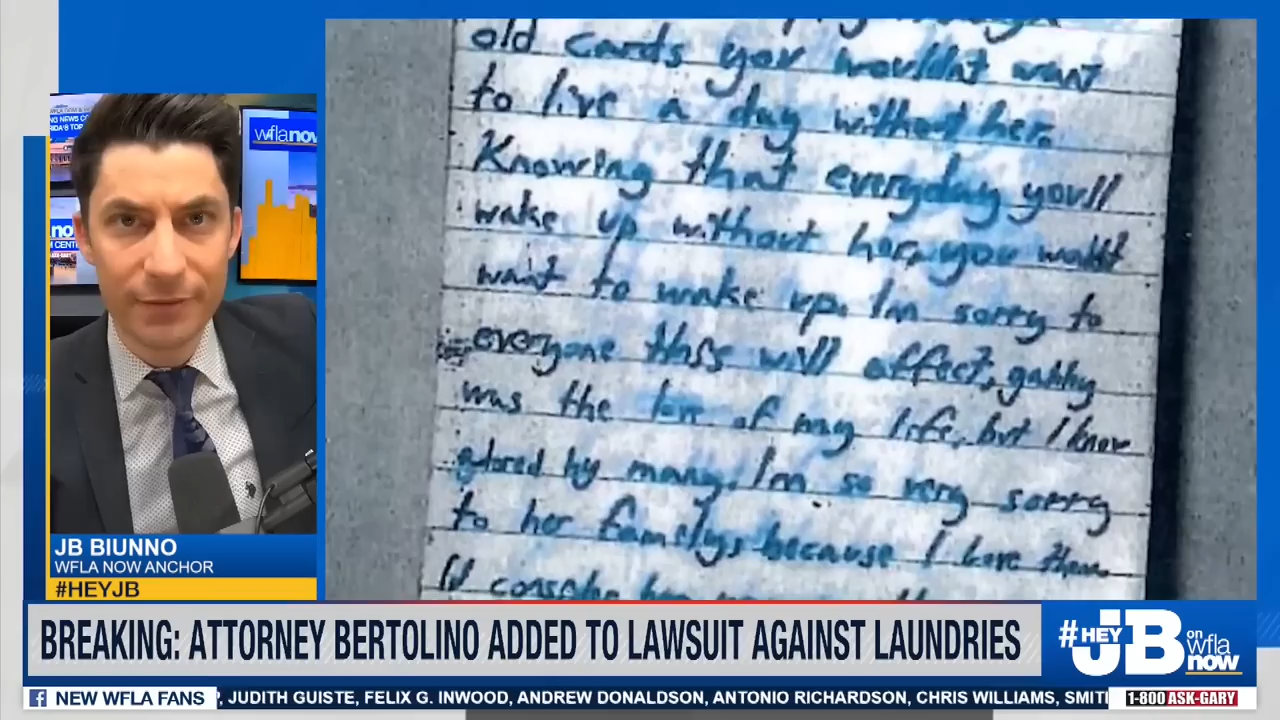 old cards you wouldnt want
to live a day without her.
Knowing that everyday you'll
wake up without her, you wont
want to wake up. I'm sorry to
everyone this will affect, gabby
was the love of my life, but I know
adored by many. I'm so very sorry
to her familys because I love them.
I'd consider her
wflanow
JB BIUNNO
WFLA NOW ANCHOR
#HEYJB
BREAKING: ATTORNEY BERTOLINO ADDED TO LAWSUIT AGAINST LAUNDRIES
#HEY JB on wfla now
NEW WFLA FANS
, JUDITH GUISTE, FELIX G. INWOOD, ANDREW DONALDSON, ANTONIO RICHARDSON, CHRIS WILLIAMS, SMIT
1-800 ASK-GARY